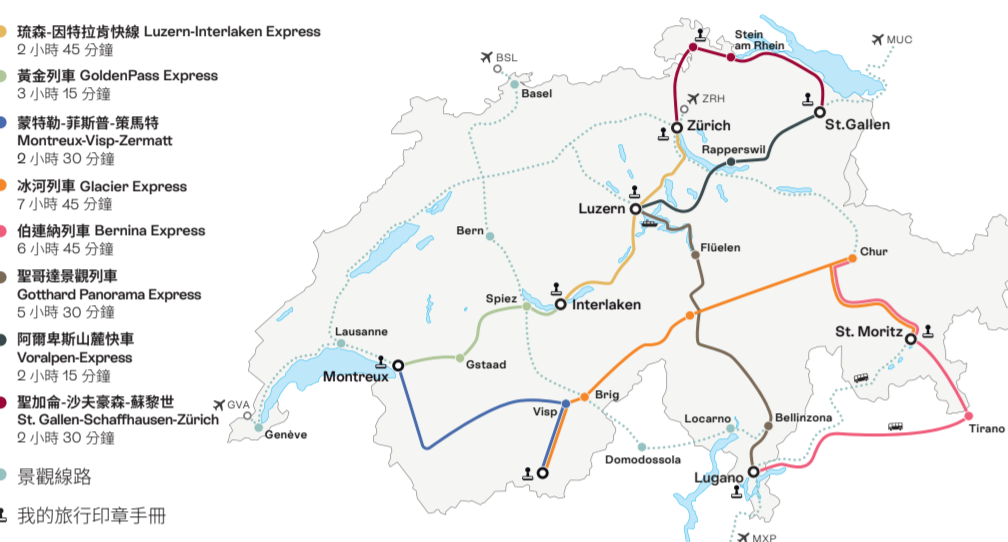 琉森-因特拉肯快線 Luzern-Interlaken Express
2 小時 45 分鐘
黃金列車 GoldenPass Express
3 小時 15 分鐘
蒙特勒-菲斯普-策馬特
Montreux-Visp-Zermatt
2 小時 30 分鐘
冰河列車 Glacier Express
7 小時 45 分鐘
伯連納列車 Bernina Express
6 小時 45 分鐘
聖哥達景觀列車
Gotthard Panorama Express
5 小時 30 分鐘
阿爾卑斯山麓快車
Voralpen-Express
2 小時 15 分鐘
聖加侖-沙夫豪森-蘇黎世
St. Gallen-Schaffhausen-Zürich
2 小時 30 分鐘
景觀線路
我的旅行印章手冊
Stein
am Rhein
MUC
BSL
Basel
ZRH
Zürich
St.Gallen
Rapperswil
Luzern
Bern
Flüelen
Chur
Spiez
Interlaken
Lausanne
St. Moritz
Gstaad
Montreux
GVA
Genève
Visp
Brig
Locarno
Bellinzona
Tirano
Domodossola
Lugano
MXP